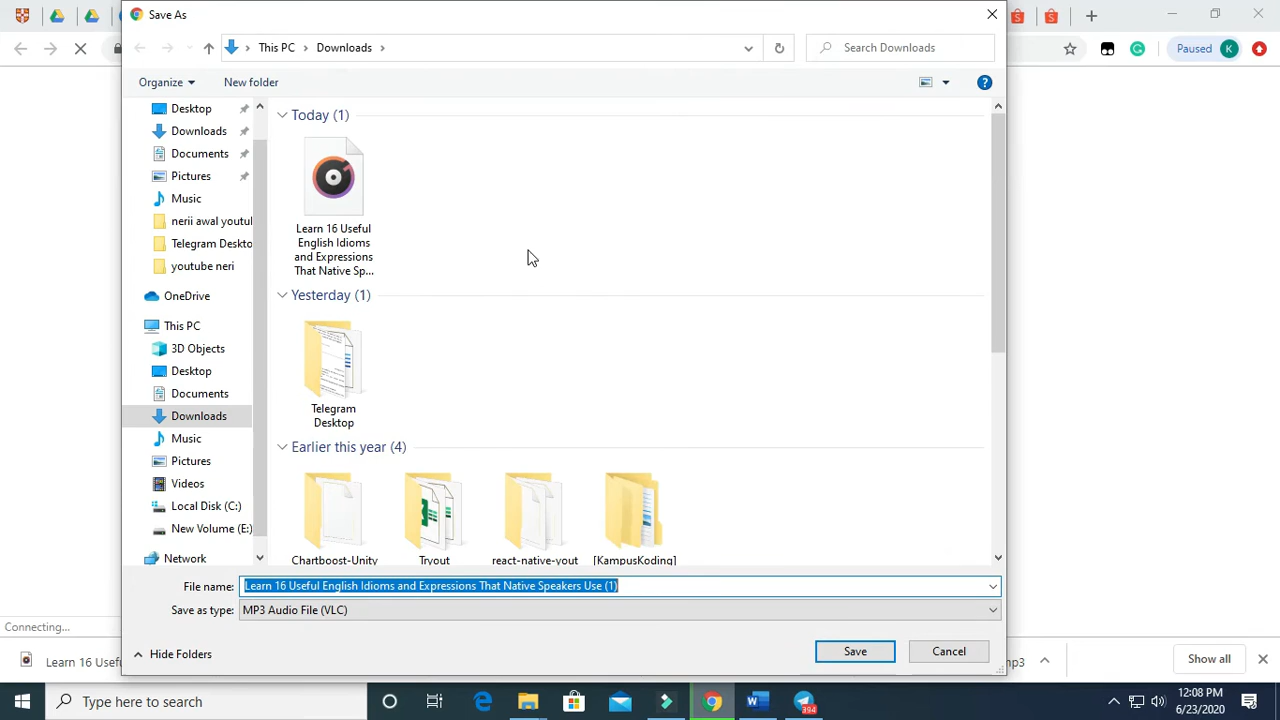 Save As
This PC
Downloads
Search Downloads
Paused
K
Organize
New folder
Desktop
Downloads
Documents
Pictures
Music
nerii awal youtul
Telegram Deskto
youtube neri
OneDrive
This PC
3D Objects
Desktop
Documents
Downloads
Music
Pictures
Videos
Local Disk (C:)
New Volume (E:)
Network
Today (1)
Learn 16 Useful
English Idioms
and Expressions
That Native Sp...
Yesterday (1)
Telegram
Desktop
Earlier this year (4)
Chartboost-Unity
Tryout
react-native-yout
[KampusKoding]
File name:
Learn 16 Useful English Idioms and Expressions That Native Speakers Use (1)
Save as type:
MP3 Audio File (VLC)
Hide Folders
Save
Cancel
Connecting...
Learn 16 Usefu
mp3
Show all
Type here to search
394
12:08 PM
6/23/2020